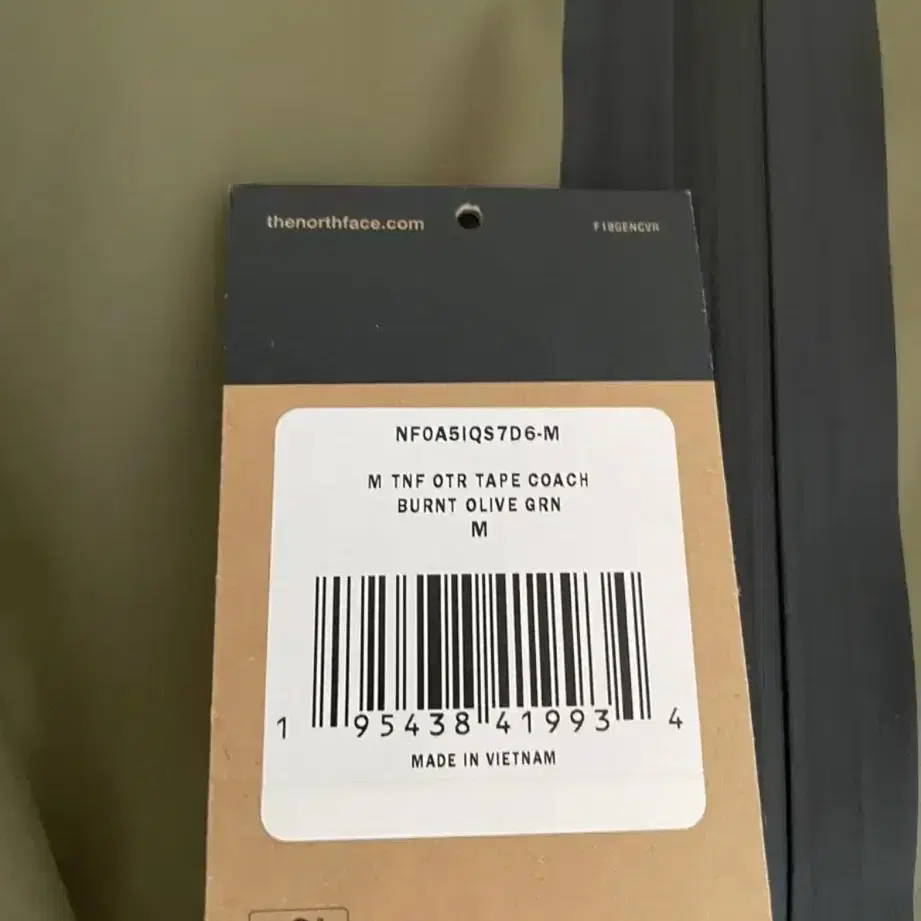 thenorthface.com
F19GENCVR
NF0A5IQS7D6-M
M TNF OTR TAPE COACH
BURNT OLIVE GRN
M
1 95438 41993 4
MADE IN VIETNAM